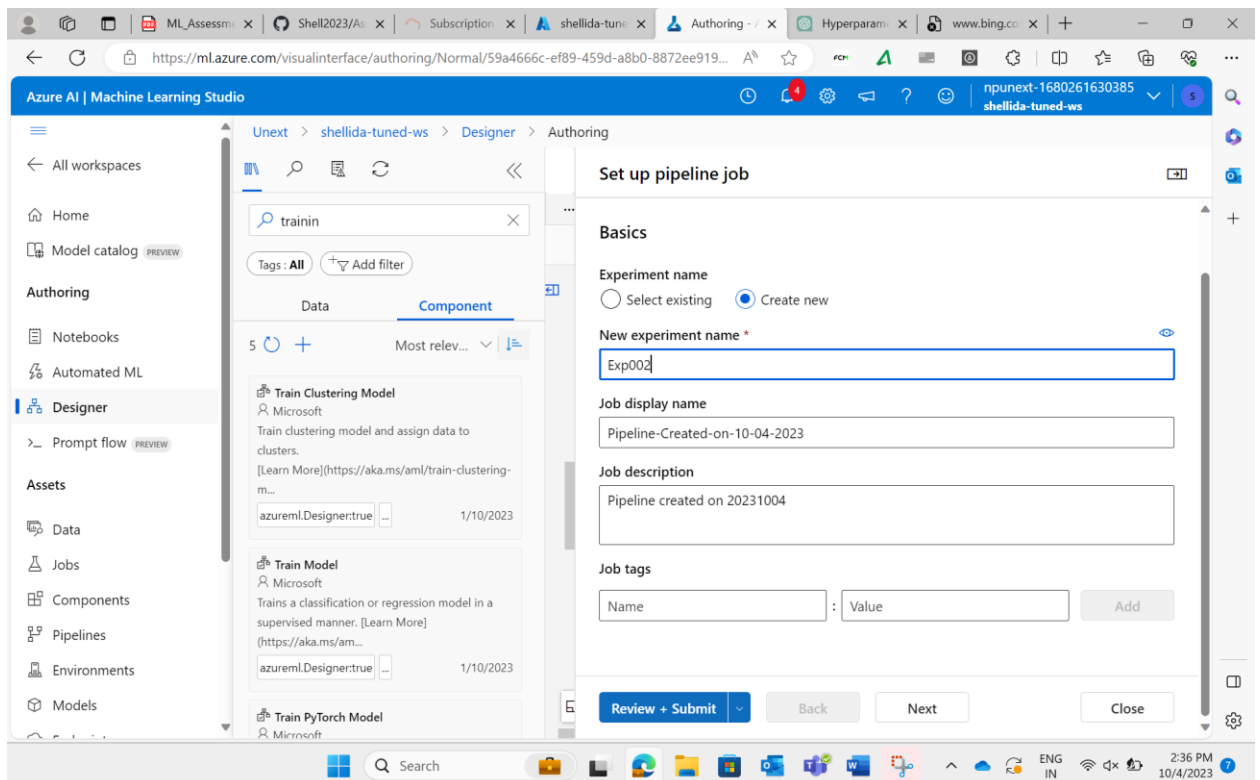 ML_Assessm
Shell2023/As
Subscription
shellida-tune
Authoring - A
Hyperparam
www.bing.co
https://ml.azure.com/visualinterface/authoring/Normal/59a4666c-ef89-459d-a8b0-8872ee919...
Azure AI | Machine Learning Studio
4
npunext-1680261630385
shellida-tuned-ws
S
All workspaces
Home
Model catalog PREVIEW
Authoring
Notebooks
Automated ML
Designer
Prompt flow PREVIEW
Assets
Data
Jobs
Components
Pipelines
Environments
Models
Unext > shellida-tuned-ws > Designer > Authoring
trainin
Tags : All
Add filter
Data
Component
5
Most relev...
Train Clustering Model
Microsoft
Train clustering model and assign data to
clusters.
[Learn More](https://aka.ms/aml/train-clustering-
m...
azureml.Designer:true ... 1/10/2023
Train Model
Microsoft
Trains a classification or regression model in a
supervised manner. [Learn More]
(https://aka.ms/am...
azureml.Designer:true ... 1/10/2023
Train PyTorch Model
Microsoft
Set up pipeline job
Basics
Experiment name
Select existing
Create new
New experiment name *
Exp002
Job display name
Pipeline-Created-on-10-04-2023
Job description
Pipeline created on 20231004
Job tags
Name : Value Add
Review + Submit
Back
Next
Close
Search
ENG
IN
2:36 PM
10/4/2023
7